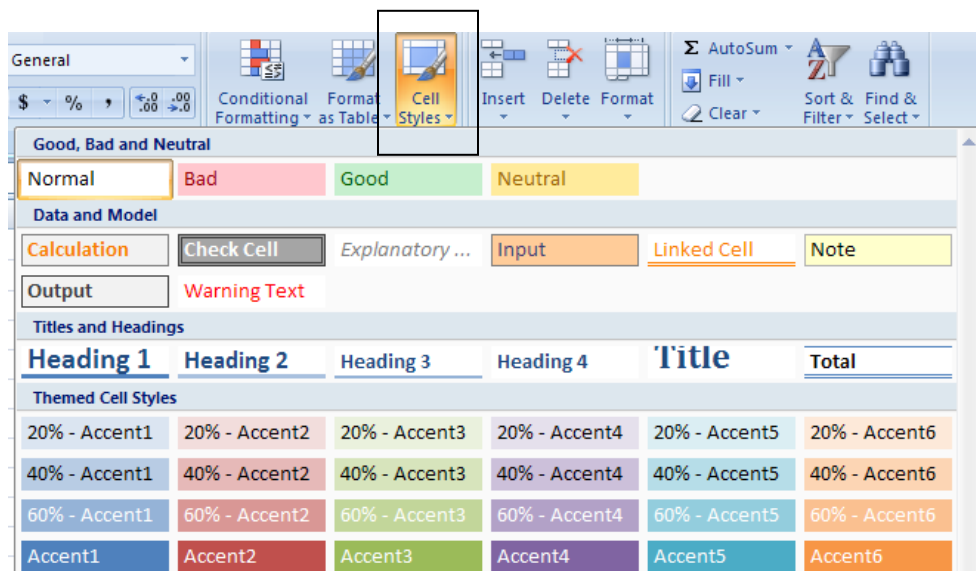 General
Σ AutoSum
Fill
Clear
$ % , .0 .00 .00 .0
Conditional Formatting
Format as Table
Cell Styles
Insert Delete Format
Sort & Filter
Find & Select
Good, Bad and Neutral
Normal Bad Good Neutral
Data and Model
Calculation Check Cell Explanatory ... Input Linked Cell Note
Output Warning Text
Titles and Headings
Heading 1 Heading 2 Heading 3 Heading 4 Title Total
Themed Cell Styles
20% - Accent1 20% - Accent2 20% - Accent3 20% - Accent4 20% - Accent5 20% - Accent6
40% - Accent1 40% - Accent2 40% - Accent3 40% - Accent4 40% - Accent5 40% - Accent6
60% - Accent1 60% - Accent2 60% - Accent3 60% - Accent4 60% - Accent5 60% - Accent6
Accent1 Accent2 Accent3 Accent4 Accent5 Accent6